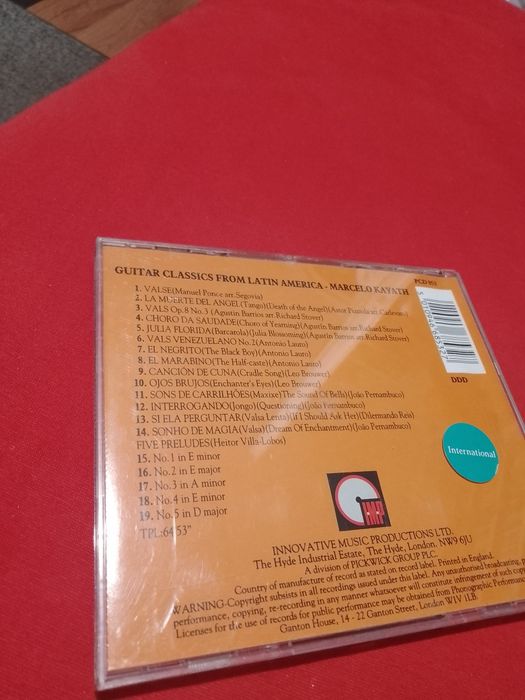 GUITAR CLASSICS FROM LATIN AMERICA - MARCELO KAYATH
PCD 853
1. VALSE(Manuel Ponce arr.Segovia)
2. LA MUERTE DEL ANGEL(Tango)(Death of the Angel)(Astor Piazzola arr.Carlevaro)
3. VALS Op.8 No.3 (Agustin Barrios arr.Richard Stover)
4. CHORO DA SAUDADE(Choro of Yearning)(Agustin Barrios arr.Richard Stover)
5. JULIA FLORIDA(Barcarola)(Julia Blossoming)(Agustin Barrios arr.Richard Stover)
6. VALS VENEZUELANO No.2(Antonio Lauro)
7. EL NEGRITO(The Black Boy)(Antonio Lauro)
8. EL MARABINO(The Half-caste)(Antonio Lauro)
9. CANCIÓN DE CUNA(Cradle Song)(Leo Brouwer)
10. OJOS BRUJOS(Enchanter's Eyes)(Leo Brouwer)
11. SONS DE CARRILHÕES(Maxixe)(The Sound Of Bells)(João Pernambuco)
12. INTERROGANDO(Jongo)(Questioning)(João Pernambuco)
13. SI ELA PERGUNTAR(Valsa Lenta)(If I Should Ask Her)(Dilermando Reis)
14. SONHO DE MAGIA(Valsa)(Dream Of Enchantment)(João Pernambuco)
FIVE PRELUDES(Heitor Villa-Lobos)
15. No.1 in E minor
16. No.2 in E major
17. No.3 in A minor
18. No.4 in E minor
19. No.5 in D major
TPL:64'53"
DDD
International
IMP
INNOVATIVE MUSIC PRODUCTIONS LTD.
The Hyde Industrial Estate, The Hyde, London. NW9 6JU
A division of PICKWICK GROUP PLC.
Country of manufacture of record as stated on record label. Printed in England.
WARNING-Copyright subsists in all recordings issued under this label. Any unauthorised broadcasting, p
performance, copying, re-recording in any manner whatsoever will constitute infringement of such cop
Licenses for the use of records for public performance may be obtained from Phonographic Performan
Ganton House, 14 - 22 Ganton Street, London W1V 1LB.